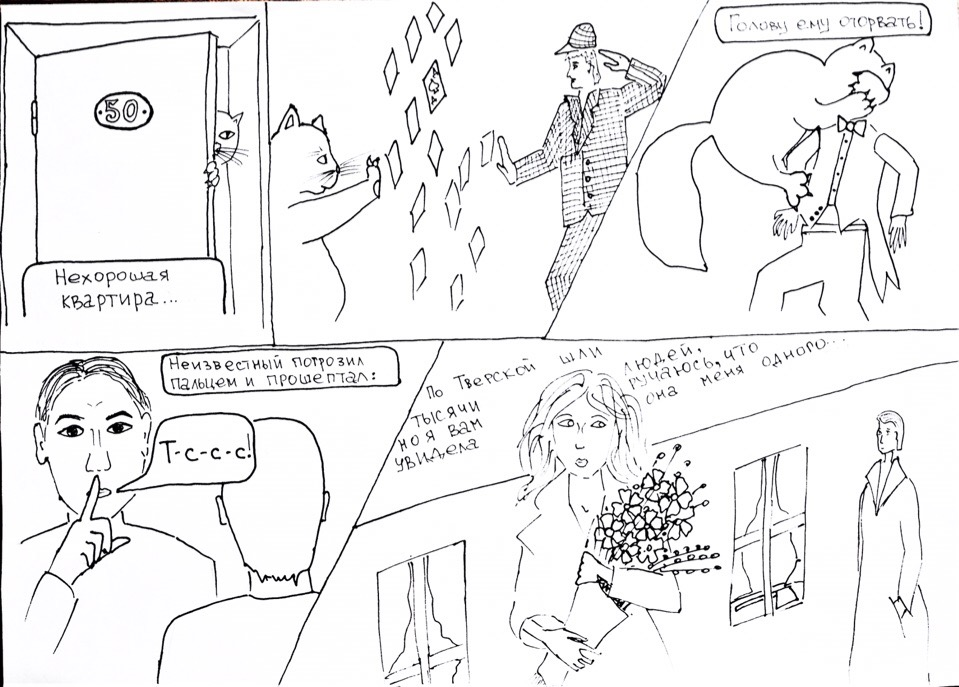 50
Нехорошая
квартира...
A
Голову ему оторвать!
Неизвестный погрозил
пальцем и прошептал:
Т-с-с-с!
По Тверской шли
тысячи
людей,
но я вам
ручаюсь, что
увидела
она меня одного...